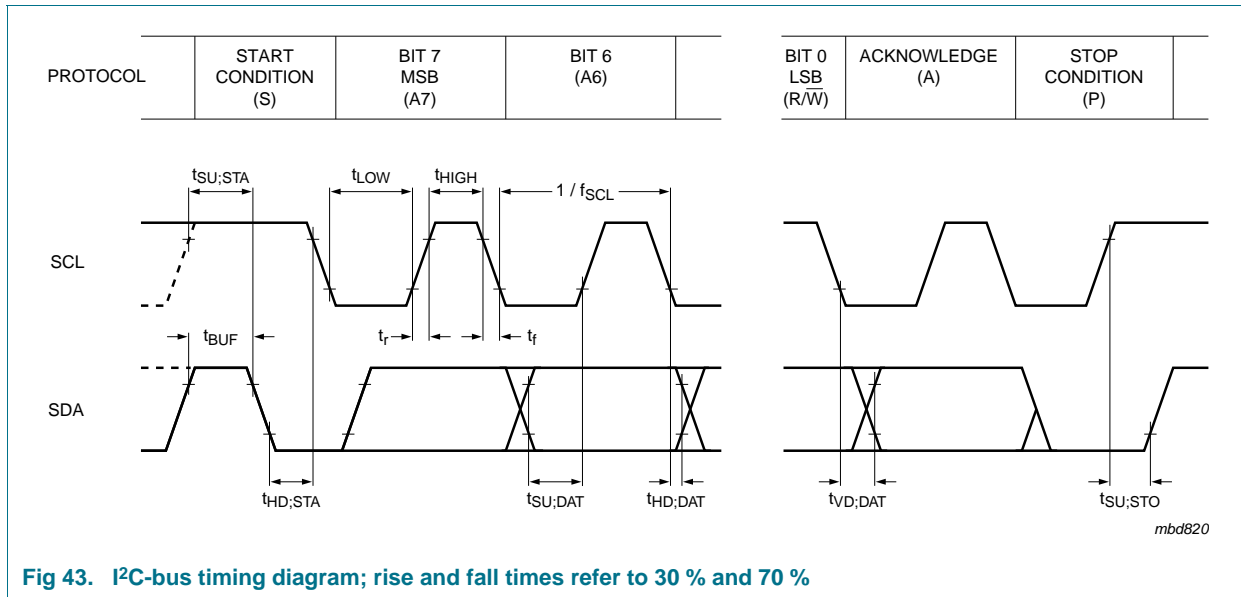 PROTOCOL
START
CONDITION
(S)
BIT 7
MSB
(A7)
BIT 6
(A6)
BIT 0
LSB
(R/W̅)
ACKNOWLEDGE
(A)
STOP
CONDITION
(P)
tSU;STA
tLOW
tHIGH
1 / fSCL
SCL
tBUF
tr
tf
SDA
tHD;STA
tSU;DAT
tHD;DAT
tVD;DAT
tSU;STO
mbd820
Fig 43. I²C-bus timing diagram; rise and fall times refer to 30 % and 70 %